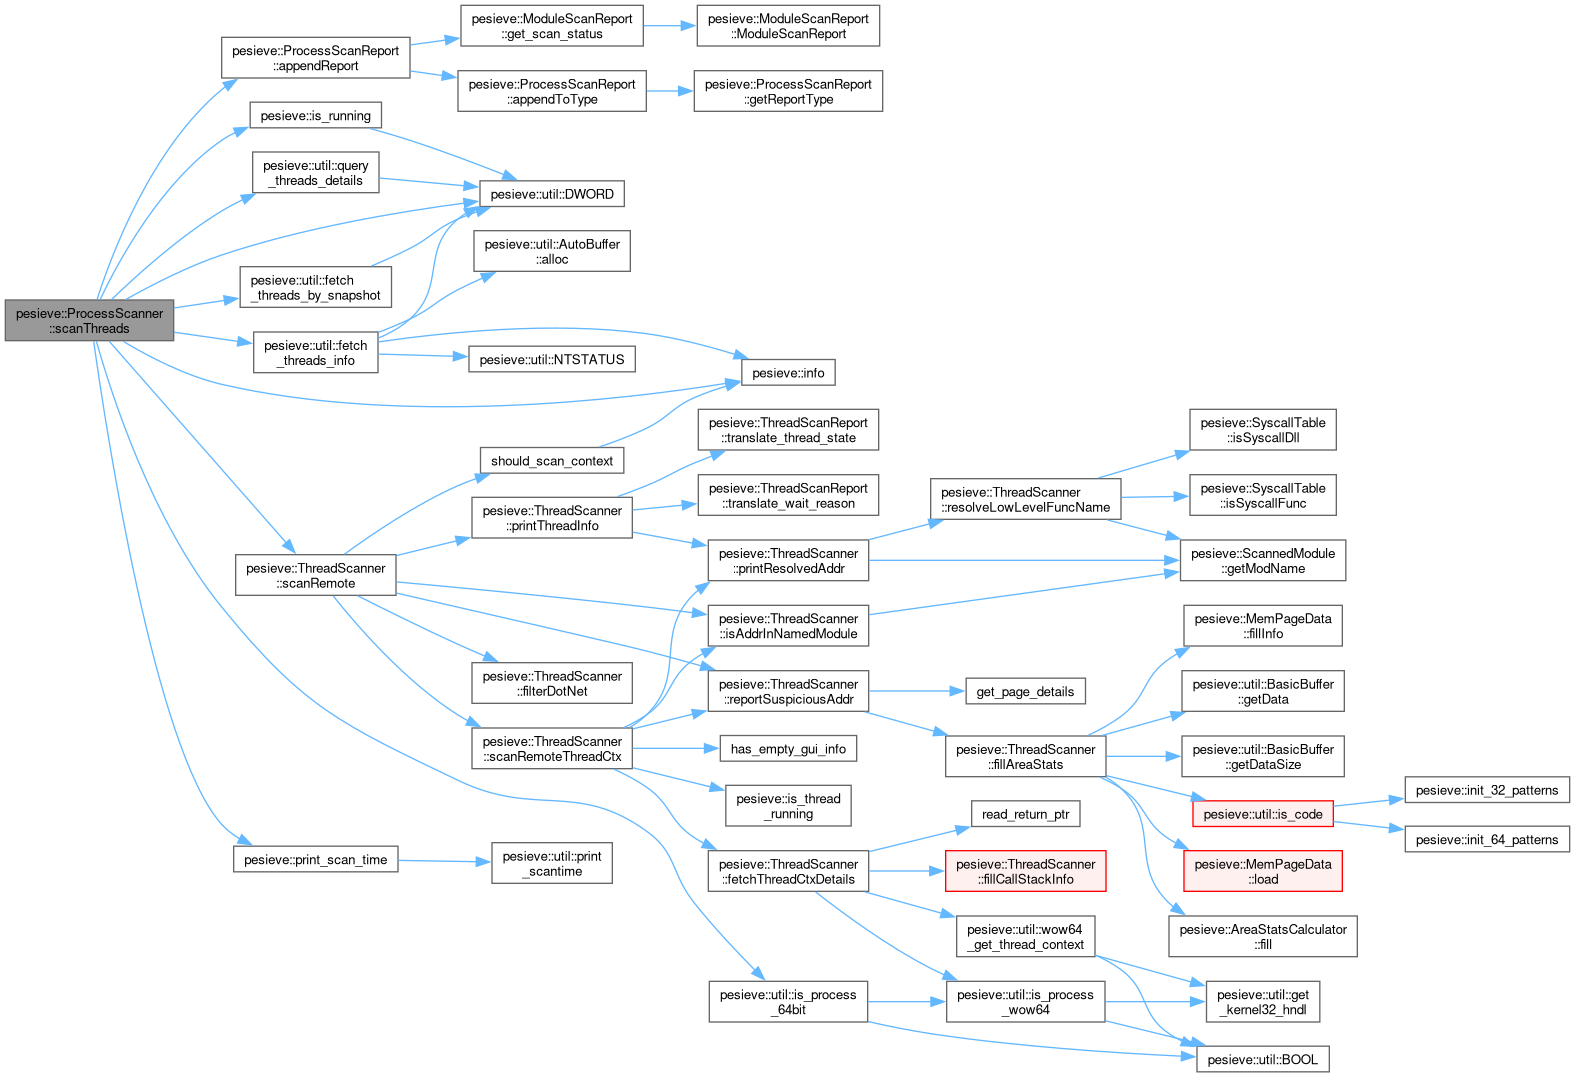 pesieve::ProcessScanner
::scanThreads
pesieve::ProcessScanReport
::appendReport
pesieve::ModuleScanReport
::get_scan_status
pesieve::ModuleScanReport
::ModuleScanReport
pesieve::ProcessScanReport
::appendToType
pesieve::ProcessScanReport
::getReportType
pesieve::is_running
pesieve::util::query
_threads_details
pesieve::util::DWORD
pesieve::util::fetch
_threads_by_snapshot
pesieve::util::AutoBuffer
::alloc
pesieve::util::fetch
_threads_info
pesieve::util::NTSTATUS
pesieve::info
should_scan_context
pesieve::ThreadScanReport
::translate_thread_state
pesieve::ThreadScanner
::printThreadInfo
pesieve::ThreadScanReport
::translate_wait_reason
pesieve::ThreadScanner
::resolveLowLevelFuncName
pesieve::SyscallTable
::isSyscallDll
pesieve::SyscallTable
::isSyscallFunc
pesieve::ThreadScanner
::scanRemote
pesieve::ThreadScanner
::printResolvedAddr
pesieve::ScannedModule
::getModName
pesieve::ThreadScanner
::isAddrInNamedModule
pesieve::MemPageData
::fillInfo
pesieve::ThreadScanner
::filterDotNet
pesieve::ThreadScanner
::reportSuspiciousAddr
get_page_details
pesieve::util::BasicBuffer
::getData
pesieve::ThreadScanner
::scanRemoteThreadCtx
has_empty_gui_info
pesieve::ThreadScanner
::fillAreaStats
pesieve::util::BasicBuffer
::getDataSize
pesieve::is_thread
_running
read_return_ptr
pesieve::util::is_code
pesieve::init_32_patterns
pesieve::init_64_patterns
pesieve::print_scan_time
pesieve::util::print
_scantime
pesieve::ThreadScanner
::fetchThreadCtxDetails
pesieve::ThreadScanner
::fillCallStackInfo
pesieve::MemPageData
::load
pesieve::util::wow64
_get_thread_context
pesieve::AreaStatsCalculator
::fill
pesieve::util::is_process
_64bit
pesieve::util::is_process
_wow64
pesieve::util::get
_kernel32_hndl
pesieve::util::BOOL